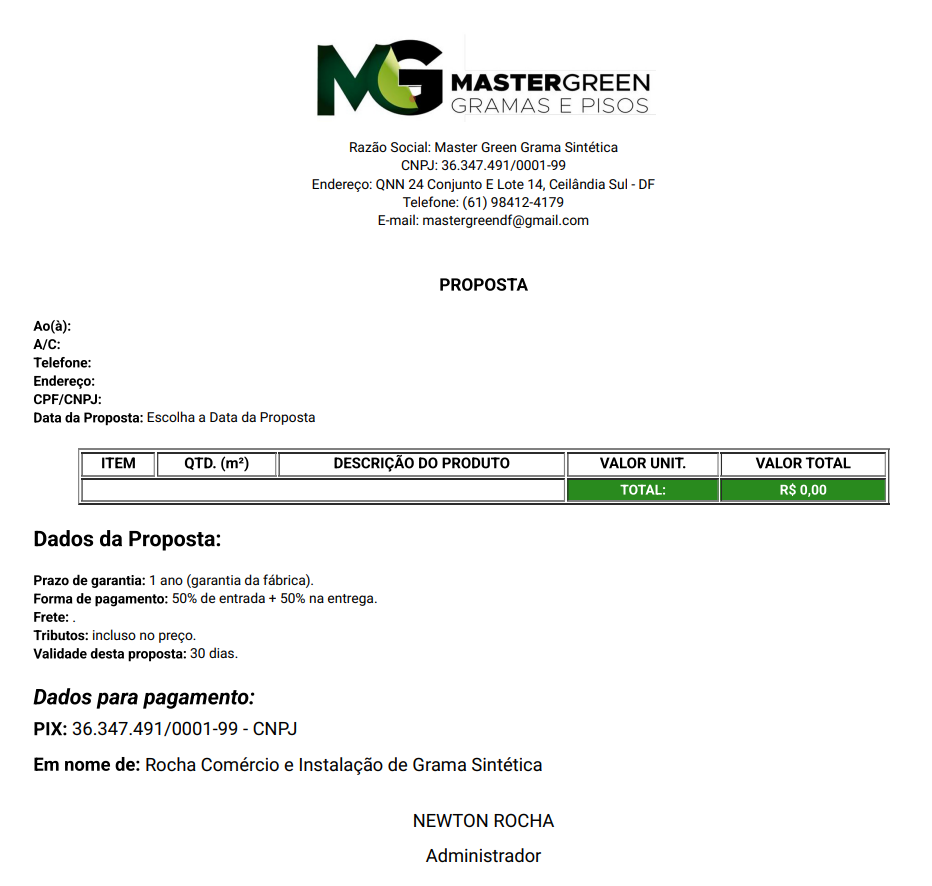 MG MASTERGREEN
GRAMAS E PISOS
Razão Social: Master Green Grama Sintética
CNPJ: 36.347.491/0001-99
Endereço: QNN 24 Conjunto E Lote 14, Ceilândia Sul - DF
Telefone: (61) 98412-4179
E-mail: mastergreendf@gmail.com
PROPOSTA
Ao(à):
A/C:
Telefone:
Endereço:
CPF/CNPJ:
Data da Proposta: Escolha a Data da Proposta
ITEM QTD. (m²) DESCRIÇÃO DO PRODUTO VALOR UNIT. VALOR TOTAL
TOTAL: R$ 0,00
Dados da Proposta:
Prazo de garantia: 1 ano (garantia da fábrica).
Forma de pagamento: 50% de entrada + 50% na entrega.
Frete: .
Tributos: incluso no preço.
Validade desta proposta: 30 dias.
Dados para pagamento:
PIX: 36.347.491/0001-99 - CNPJ
Em nome de: Rocha Comércio e Instalação de Grama Sintética
NEWTON ROCHA
Administrador